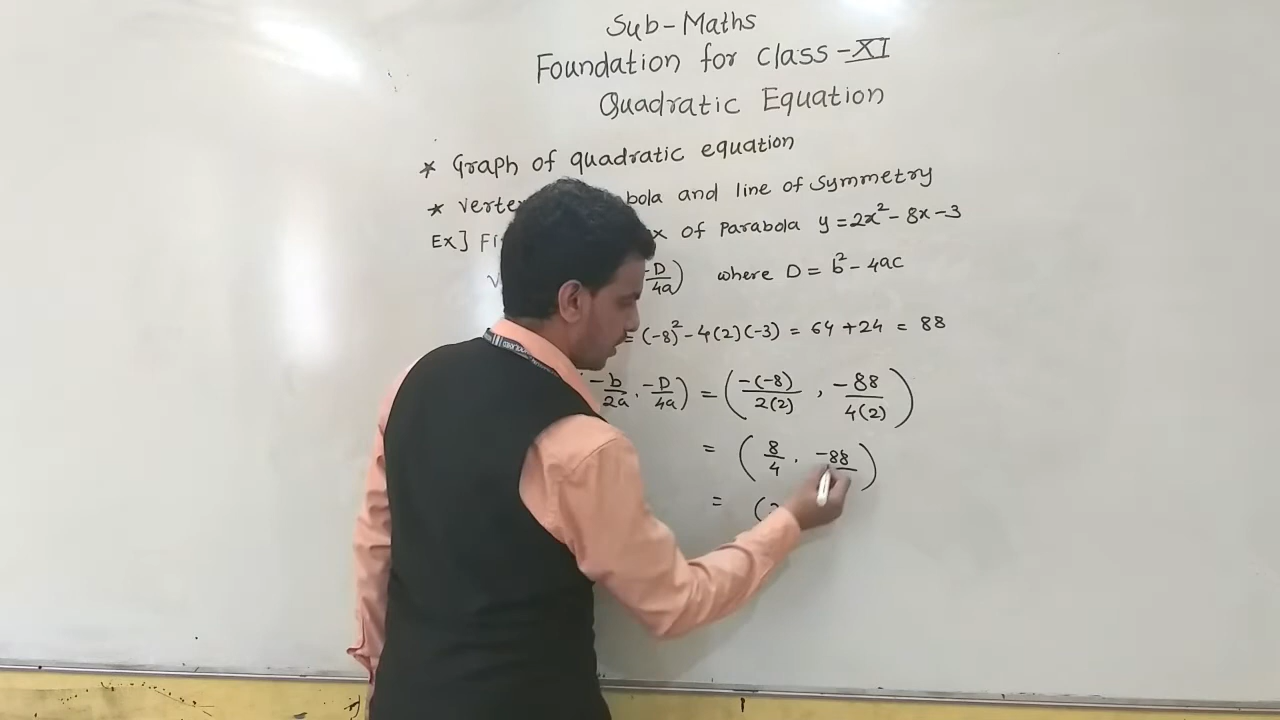 Sub-Maths
Foundation for Class-XI
Quadratic Equation
* Graph of quadratic equation
* Verte bola and line of Symmetry
Ex] Fi x of Parabola y = 2x² - 8x - 3
-D/4a) where D = b² - 4ac
= (-8)² - 4(2)(-3) = 64 + 24 = 88
-b/2a , -D/4a) = (-(-8)/2(2) , -88/4(2))
= (8/4 , -88/ )
= (2